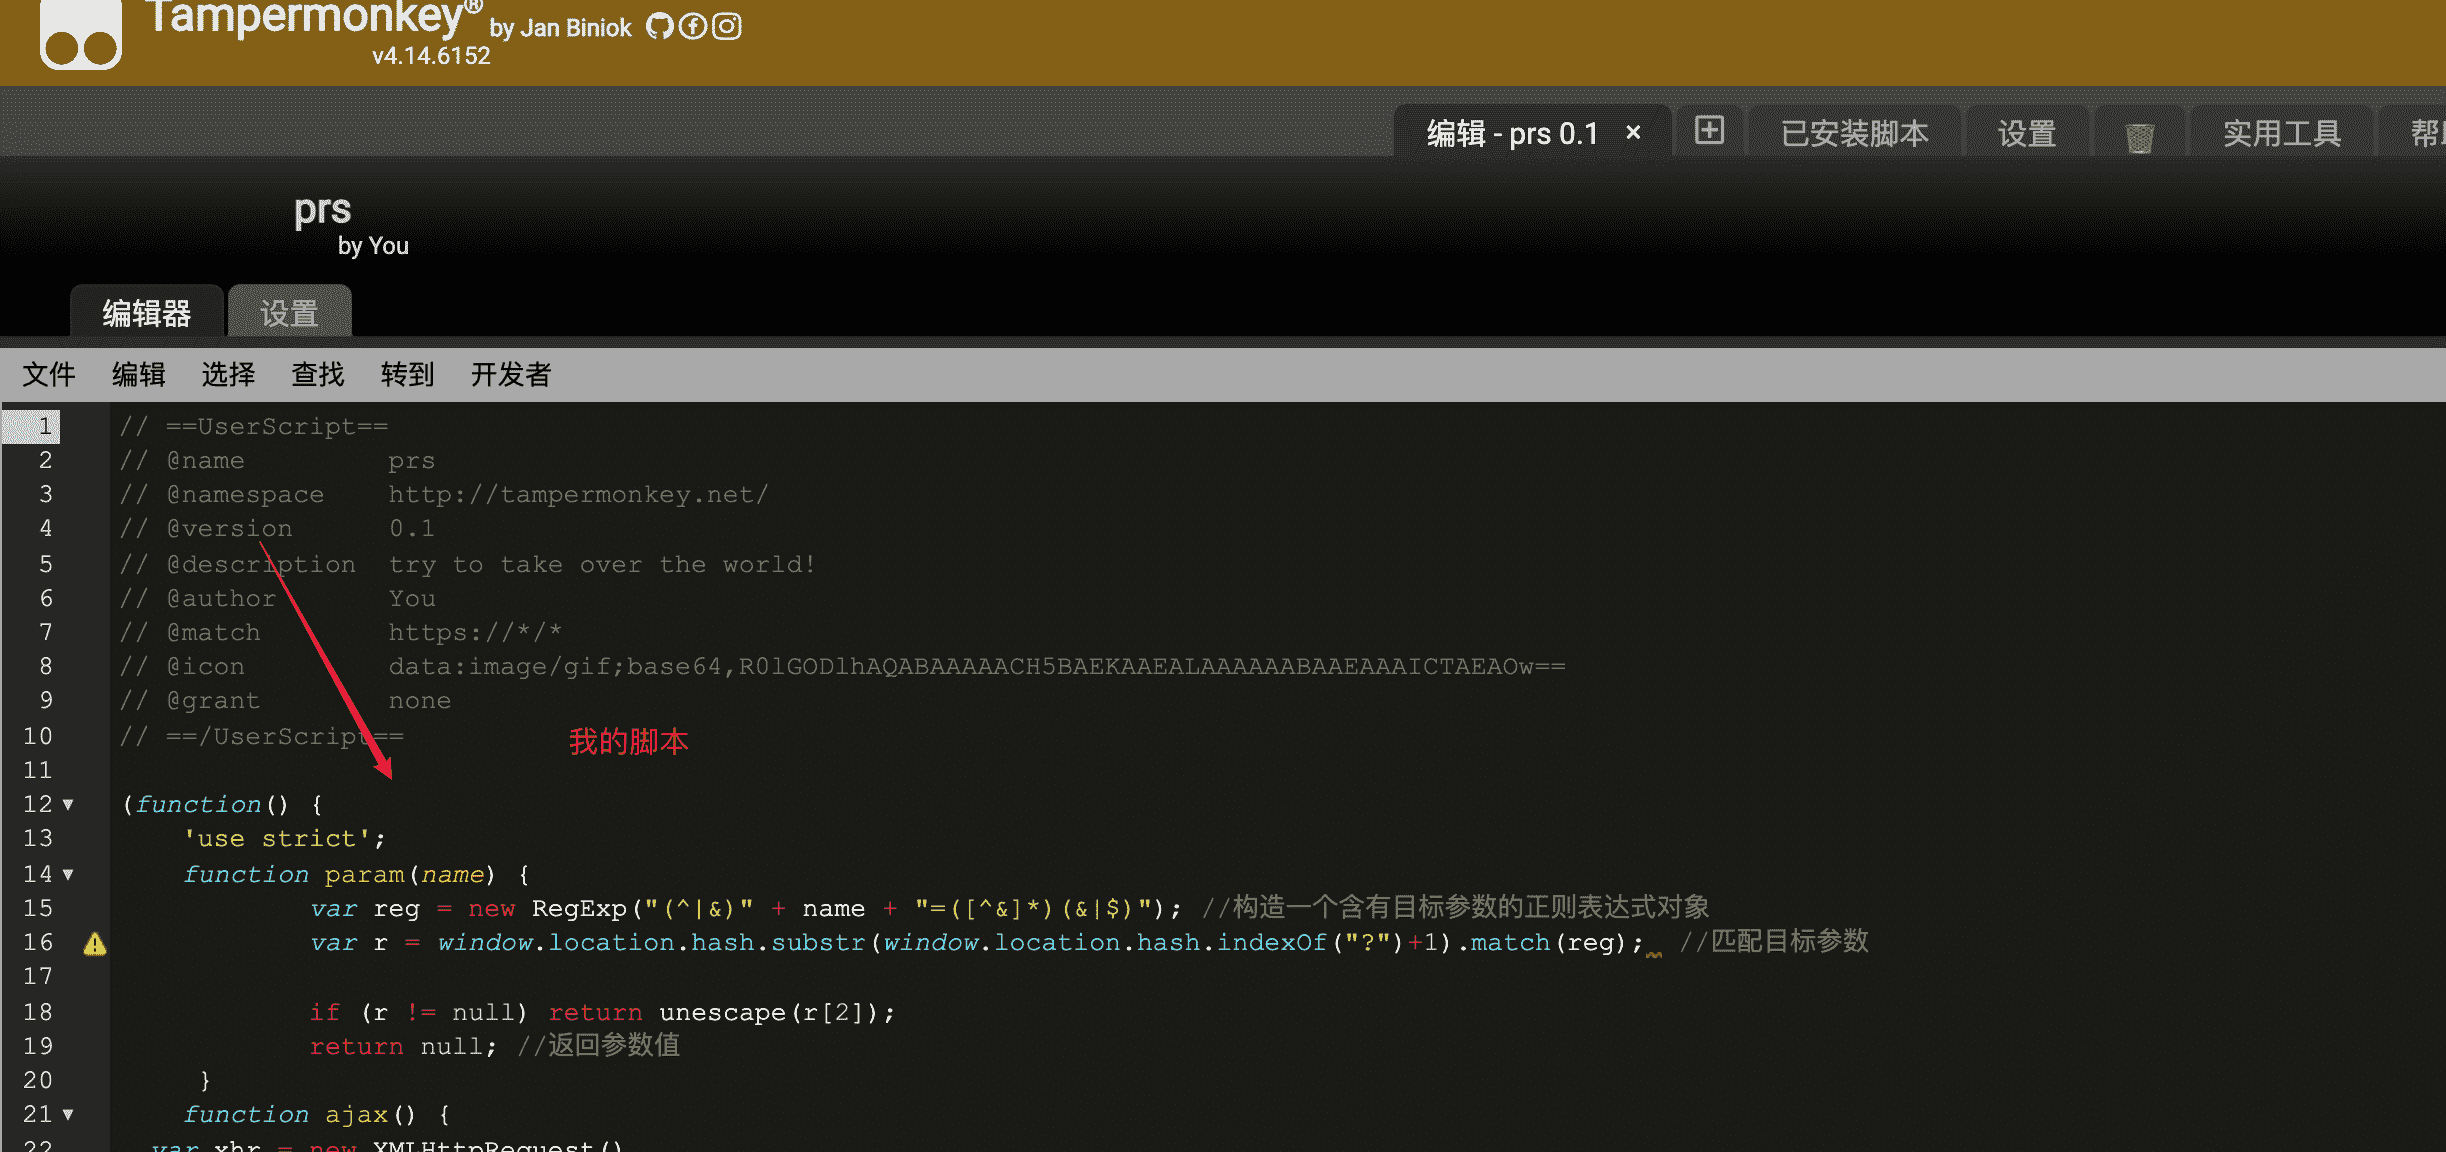 Tampermonkey® by Jan Biniok
v4.14.6152
编辑 - prs 0.1 × 已安装脚本 设置 实用工具
prs
by You
编辑器 设置
文件 编辑 选择 查找 转到 开发者
1 // ==UserScript==
2 // @name         prs
3 // @namespace    http://tampermonkey.net/
4 // @version      0.1
5 // @description  try to take over the world!
6 // @author       You
7 // @match        https://*/*
8 // @icon         data:image/gif;base64,R0lGODlhAQABAAAAACH5BAEKAAEALAAAAAABAAEAAAICTAEAOw==
9 // @grant        none
10 // ==/UserScript==
我的脚本
11
12 (function() {
13     'use strict';
14     function param(name) {
15             var reg = new RegExp("(^|&)" + name + "=([^&]*)(&|$)"); //构造一个含有目标参数的正则表达式对象
16             var r = window.location.hash.substr(window.location.hash.indexOf("?")+1).match(reg);  //匹配目标参数
17
18             if (r != null) return unescape(r[2]);
19             return null; //返回参数值
20      }
21     function ajax() {
22   var xhr = new XMLHttpRequest()